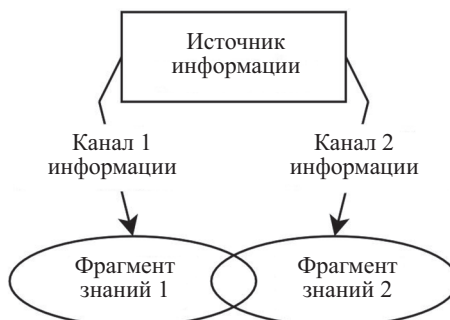 Источник
информации
Канал 1
информации
Канал 2
информации
Фрагмент
знаний 1
Фрагмент
знаний 2